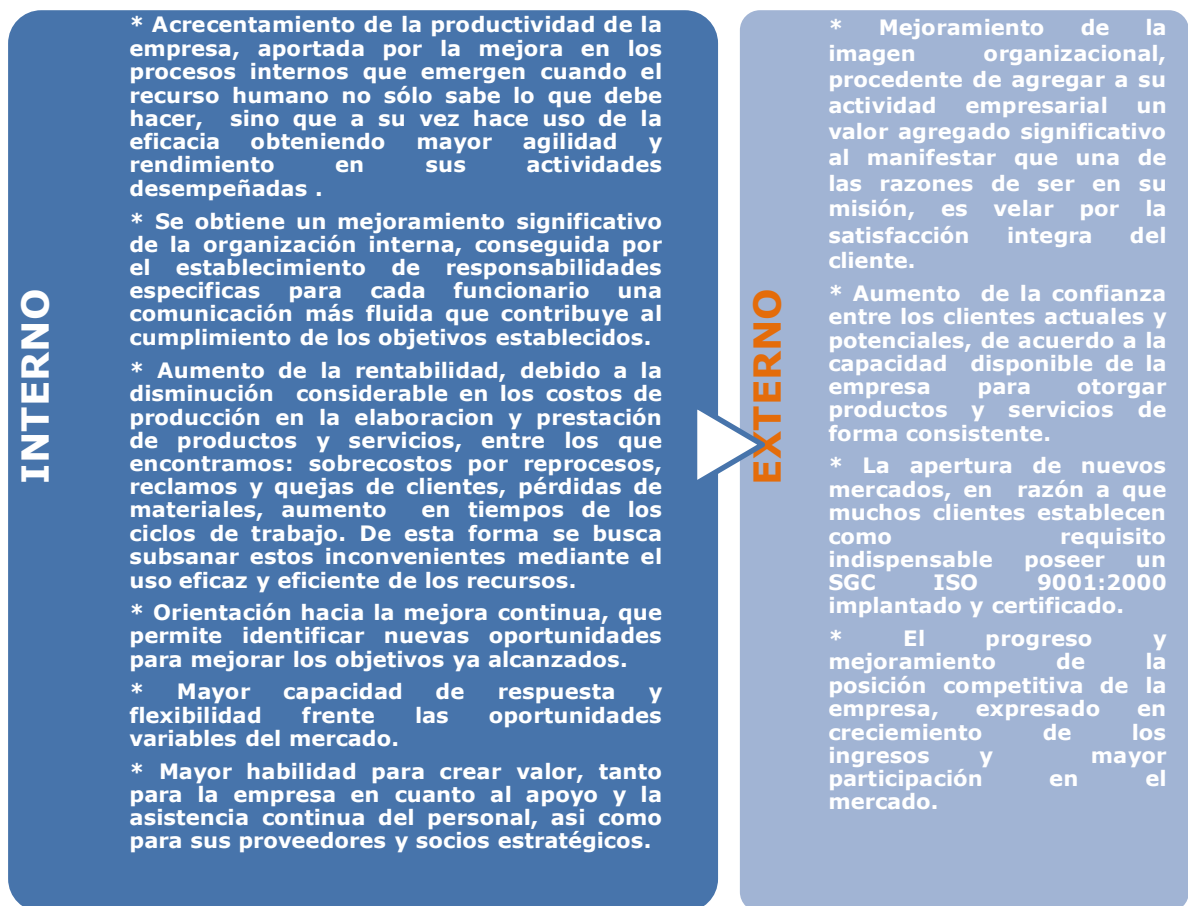 INTERNO
* Acrecentamiento de la productividad de la
empresa, aportada por la mejora en los
procesos internos que emergen cuando el
recurso humano no sólo sabe lo que debe
hacer, sino que a su vez hace uso de la
eficacia obteniendo mayor agilidad y
rendimiento en sus actividades
desempeñadas .
* Se obtiene un mejoramiento significativo
de la organización interna, conseguida por
el establecimiento de responsabilidades
especificas para cada funcionario una
comunicación más fluida que contribuye al
cumplimiento de los objetivos establecidos.
* Aumento de la rentabilidad, debido a la
disminución considerable en los costos de
producción en la elaboracion y prestación
de productos y servicios, entre los que
encontramos: sobrecostos por reprocesos,
reclamos y quejas de clientes, pérdidas de
materiales, aumento en tiempos de los
ciclos de trabajo. De esta forma se busca
subsanar estos inconvenientes mediante el
uso eficaz y eficiente de los recursos.
* Orientación hacia la mejora continua, que
permite identificar nuevas oportunidades
para mejorar los objetivos ya alcanzados.
* Mayor capacidad de respuesta y
flexibilidad frente las oportunidades
variables del mercado.
* Mayor habilidad para crear valor, tanto
para la empresa en cuanto al apoyo y la
asistencia continua del personal, asi como
para sus proveedores y socios estratégicos.
EXTERNO
* Mejoramiento de la
imagen organizacional,
procedente de agregar a su
actividad empresarial un
valor agregado significativo
al manifestar que una de
las razones de ser en su
misión, es velar por la
satisfacción integra del
cliente.
* Aumento de la confianza
entre los clientes actuales y
potenciales, de acuerdo a la
capacidad disponible de la
empresa para otorgar
productos y servicios de
forma consistente.
* La apertura de nuevos
mercados, en razón a que
muchos clientes establecen
como requisito
indispensable poseer un
SGC ISO 9001:2000
implantado y certificado.
* El progreso y
mejoramiento de la
posición competitiva de la
empresa, expresado en
creciemiento de los
ingresos y mayor
participación en el
mercado.